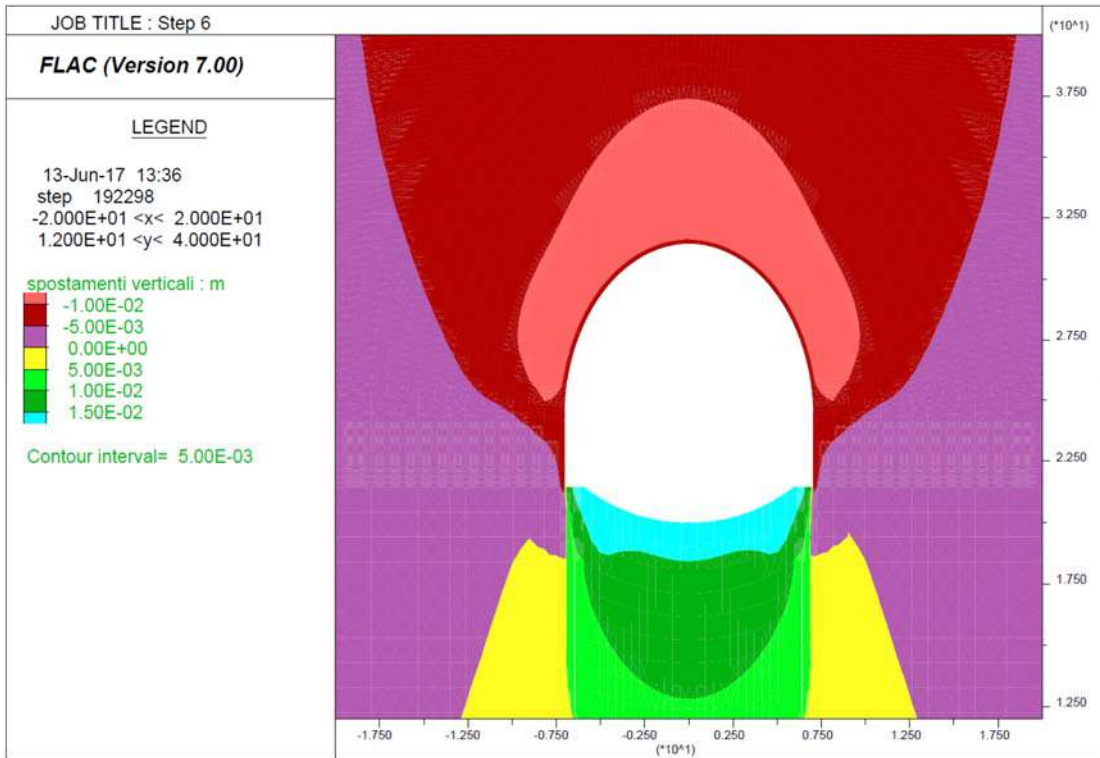 JOB TITLE : Step 6
FLAC (Version 7.00)
LEGEND
13-Jun-17 13:36
step 192298
-2.000E+01 <x< 2.000E+01
1.200E+01 <y< 4.000E+01
spostamenti verticali : m
-1.00E-02
-5.00E-03
0.00E+00
5.00E-03
1.00E-02
1.50E-02
Contour interval= 5.00E-03
(*10^1)
3.750
3.250
2.750
2.250
1.750
1.250
-1.750 -1.250 -0.750 -0.250 0.250 0.750 1.250 1.750
(*10^1)